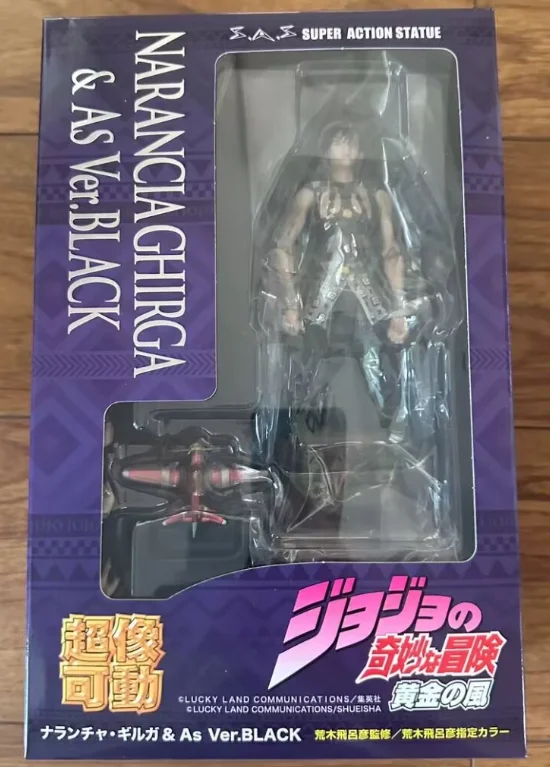 S.A.S SUPER ACTION STATUE
NARANCIA GHIRGA
& AS Ver.BLACK
ジョジョの
奇妙な冒険
黄金の風
超像
可動
©LUCKY LAND COMMUNICATIONS/集英社
©LUCKY LAND COMMUNICATIONS/SHUEISHA
ナランチャ・ギルガ & As Ver.BLACK 荒木飛呂彦監修/荒木飛呂彦指定カラー